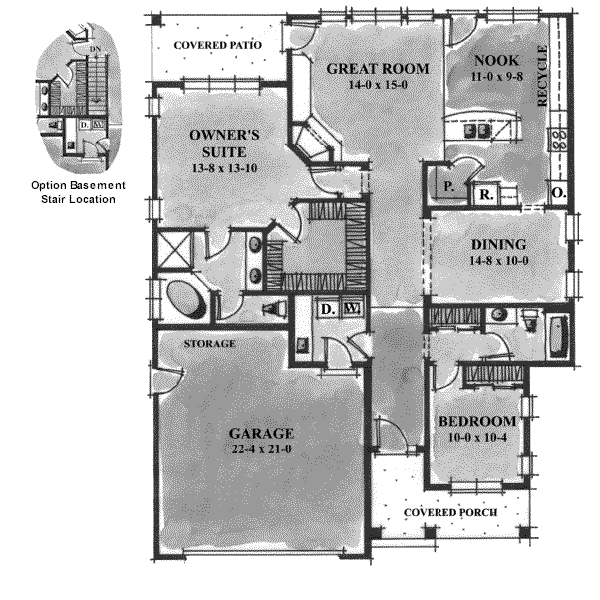 COVERED PATIO
GREAT ROOM
14-0 x 15-0
NOOK
11-0 x 9-8
RECYCLE
DN
D. W.
Option Basement
Stair Location
OWNER'S
SUITE
13-8 x 13-10
P.
R.
O.
DINING
14-8 x 10-0
D.
W.
STORAGE
GARAGE
22-4 x 21-0
BEDROOM
10-0 x 10-4
COVERED PORCH